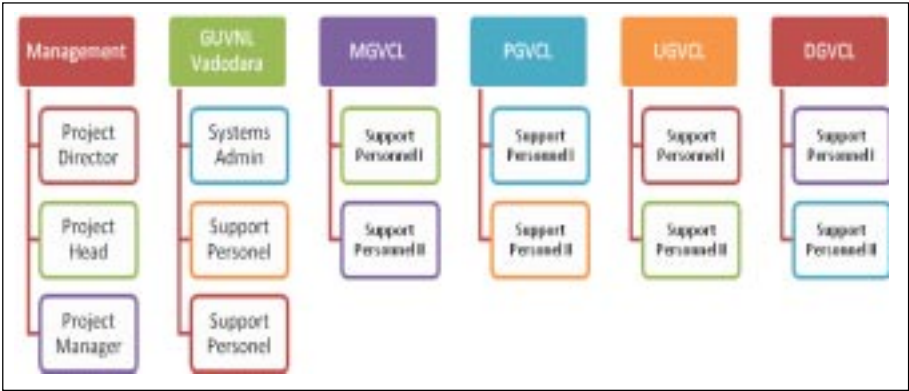 Management
GUVNL
Vadodara
MGVCL
PGVCL
UGVCL
DGVCL
Project
Director
Project
Head
Project
Manager
Systems
Admin
Support
Personel
Support
Personel
Support
Personnel I
Support
Personnel II
Support
Personnel I
Support
Personnel II
Support
Personnel I
Support
Personnel II
Support
Personnel I
Support
Personnel II